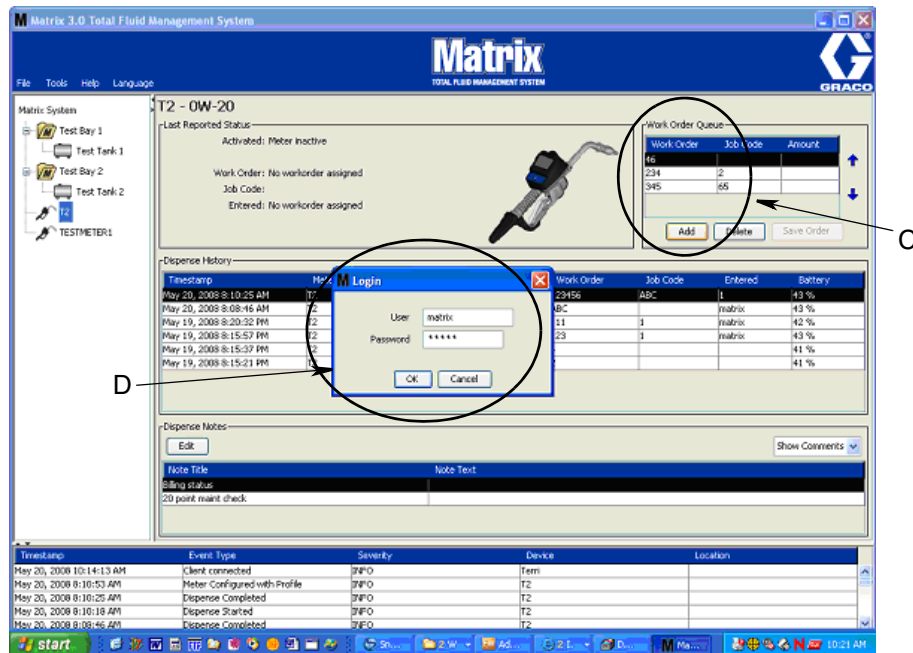 Matrix 3.0 Total Fluid Management System
Matrix
TOTAL FLUID MANAGEMENT SYSTEM
GRACO
File Tools Help Language
Matrix System
Test Bay 1
Test Tank 1
Test Bay 2
Test Tank 2
T2
TESTMETER1
T2 - 0W-20
Last Reported Status
Activated: Meter inactive
Work Order: No workorder assigned
Job Code:
Entered: No workorder assigned
Work Order Queue
Work Order Job Code Amount
46
234 2
345 65
Add Delete Save Order
C
Dispense History
Timestamp Work Order Job Code Entered Battery
May 20, 2008 8:10:25 AM T2 23456 ABC 1 43 %
May 20, 2008 8:08:46 AM T2 ABC matrix 43 %
May 19, 2008 8:20:32 PM T2 11 1 matrix 42 %
May 19, 2008 8:15:57 PM T2 23 1 matrix 43 %
May 19, 2008 8:15:37 PM 41 %
May 19, 2008 8:15:21 PM 41 %
Login
User matrix
Password *****
OK Cancel
D
Dispense Notes
Edit
Show Comments
Note Title Note Text
Billing status
20 point maint check
Timestamp Event Type Severity Device Location
May 20, 2008 10:14:13 AM Client connected INFO Terri
May 20, 2008 8:10:53 AM Meter Configured with Profile INFO T2
May 20, 2008 8:10:25 AM Dispense Completed INFO T2
May 20, 2008 8:10:18 AM Dispense Started INFO T2
May 20, 2008 8:08:46 AM Dispense Completed INFO T2
start Sn... 2 W... Ad... 2 I... D... Ma... 10:21 AM